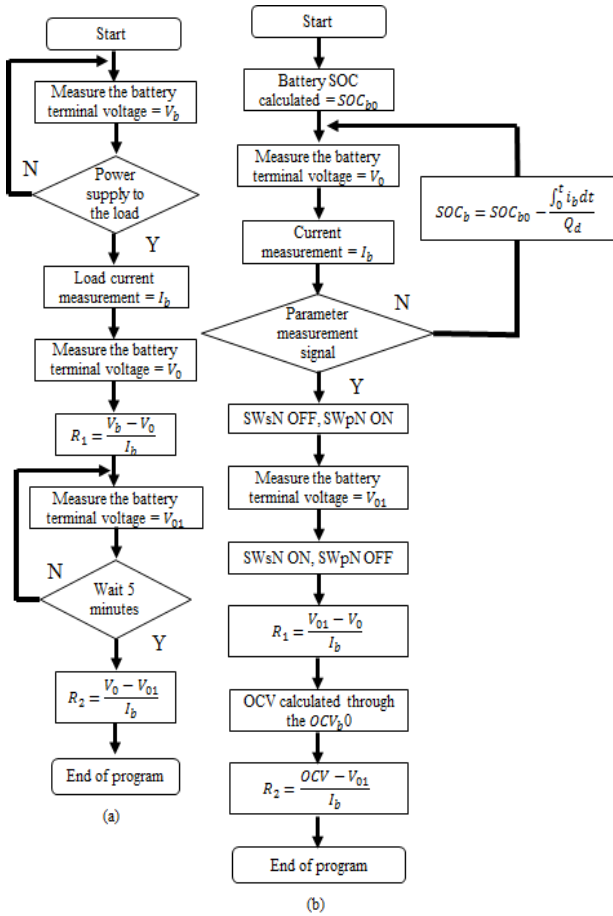 Start
Measure the battery
terminal voltage = V_b
N
Power
supply to
the load
Y
Load current
measurement = I_b
Measure the battery
terminal voltage = V_0
R_1 = (V_b − V_0) / I_b
Measure the battery
terminal voltage = V_01
N
Wait 5
minutes
Y
R_2 = (V_0 − V_01) / I_b
End of program
(a)
Start
Battery SOC
calculated = SOC_b0
Measure the battery
terminal voltage = V_0
SOC_b = SOC_b0 − ∫_0^t i_b dt / Q_d
Current
measurement = I_b
N
Parameter
measurement
signal
Y
SWsN OFF, SWpN ON
Measure the battery
terminal voltage = V_01
SWsN ON, SWpN OFF
R_1 = (V_01 − V_0) / I_b
OCV calculated through
the OCV_b0
R_2 = (OCV − V_01) / I_b
End of program
(b)